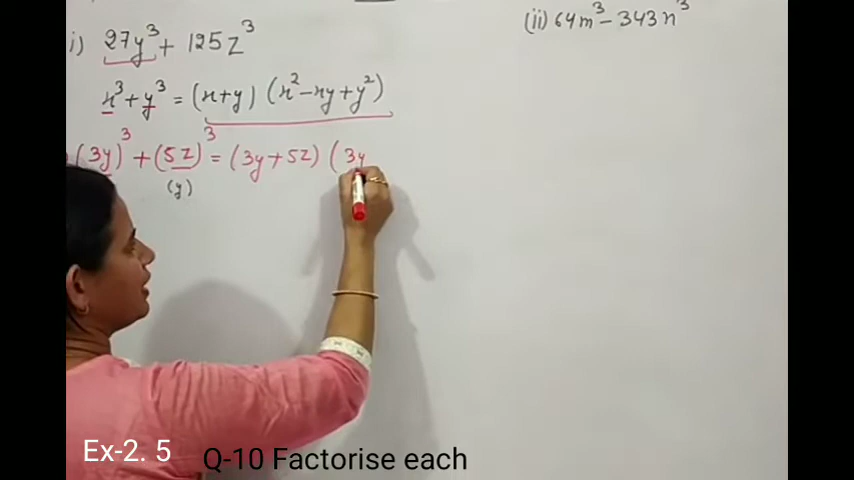 i) 27y³ + 125z³
(ii) 64m³ – 343n³
x³ + y³ = (x+y) (x² – xy + y²)
(3y)³ + (5z)³ = (3y + 5z) (3y
(y)
Ex-2. 5
Q-10 Factorise each